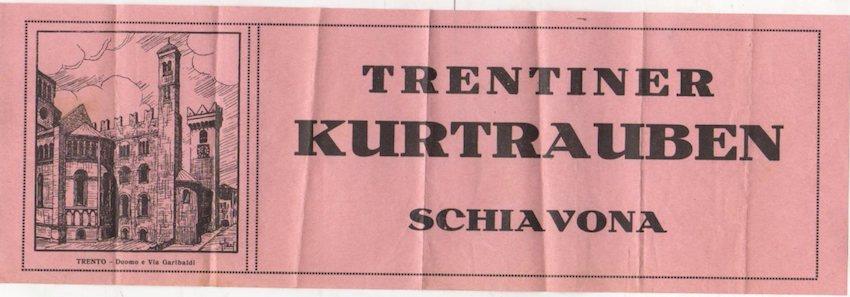 TRENTINER
KURTRAUBEN
SCHIAVONA
TRENTO – Duomo e Via Garibaldi